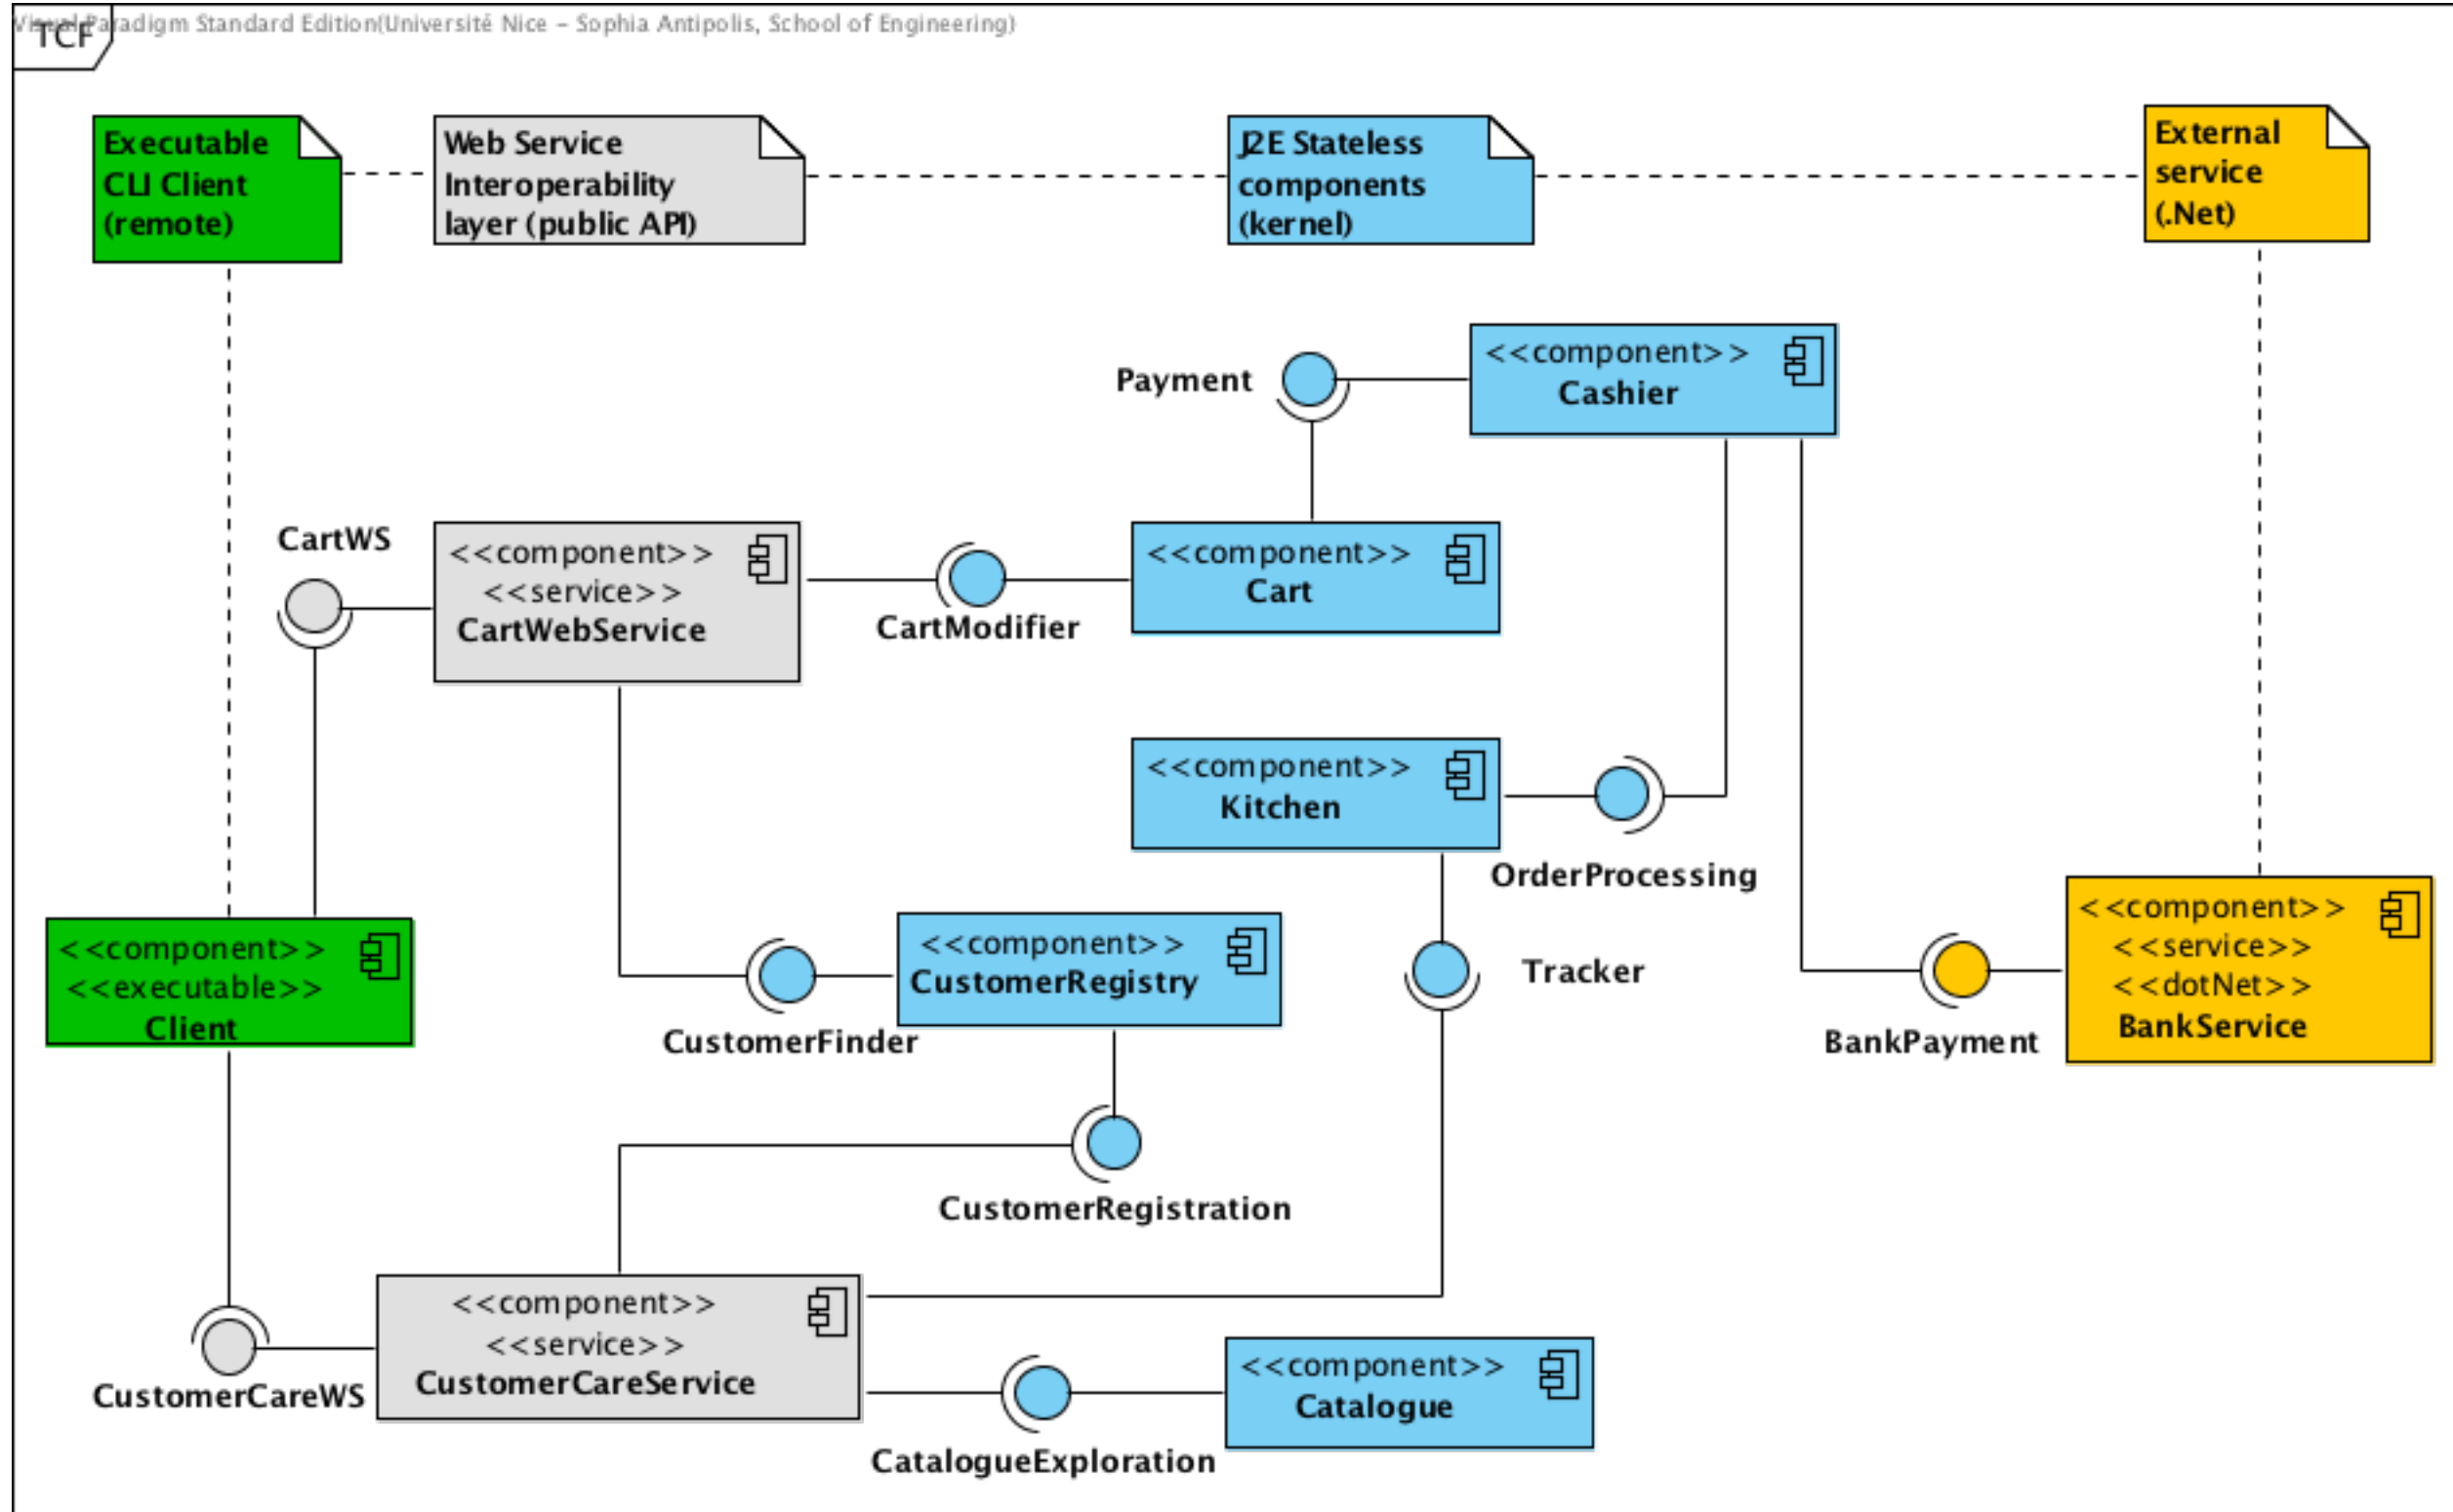 Visual Paradigm Standard Edition(Université Nice – Sophia Antipolis, School of Engineering)
TCF
Executable
CLI Client
(remote)
Web Service
Interoperability
layer (public API)
J2E Stateless
components
(kernel)
External
service
(.Net)
Payment
<<component>>
Cashier
CartWS
<<component>>
<<service>>
CartWebService
CartModifier
<<component>>
Cart
<<component>>
Kitchen
OrderProcessing
<<component>>
<<executable>>
Client
<<component>>
CustomerRegistry
CustomerFinder
Tracker
BankPayment
<<component>>
<<service>>
<<dotNet>>
BankService
CustomerRegistration
CustomerCareWS
<<component>>
<<service>>
CustomerCareService
<<component>>
Catalogue
CatalogueExploration